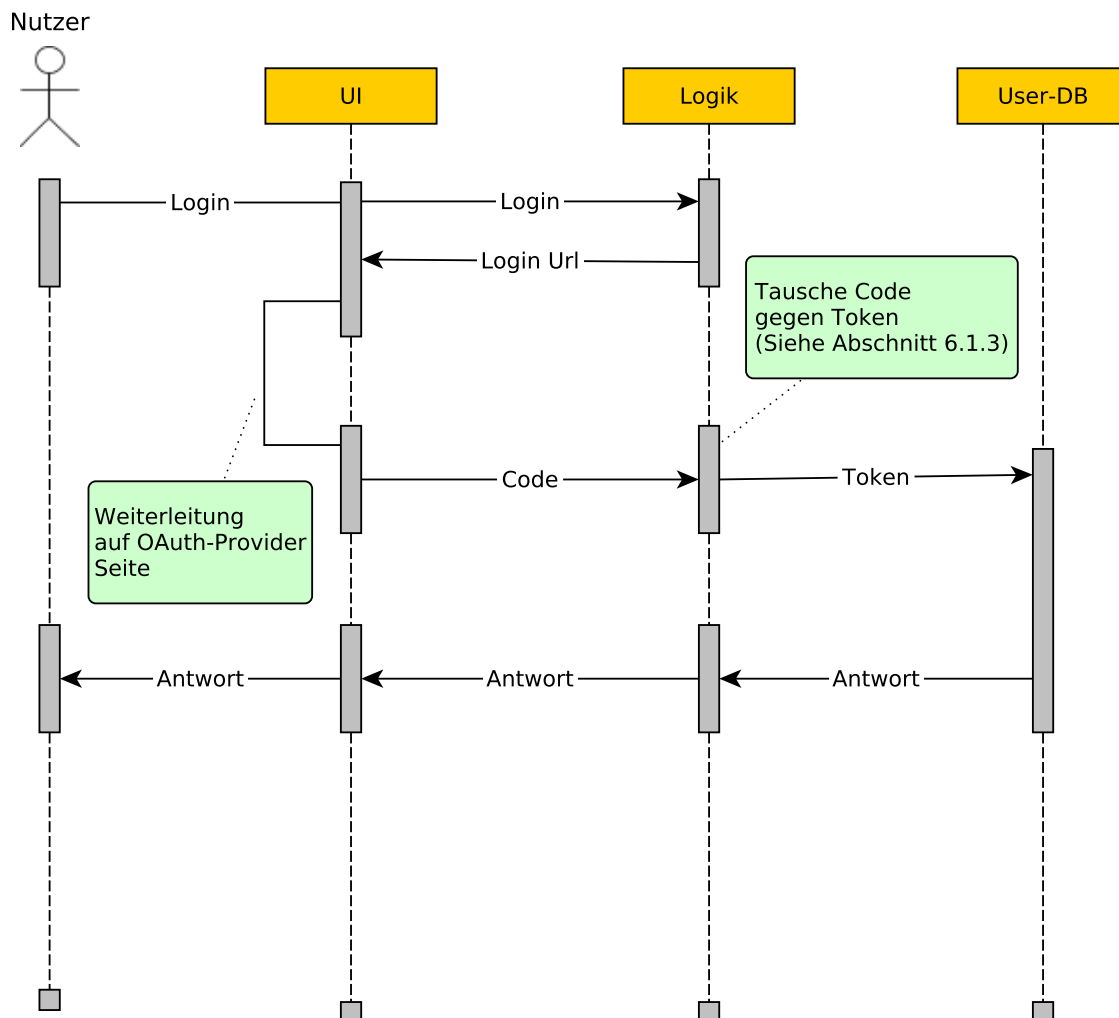 Nutzer
UI
Logik
User-DB
Login
Login
Login Url
Tausche Code
gegen Token
(Siehe Abschnitt 6.1.3)
Code
Token
Weiterleitung
auf OAuth-Provider
Seite
Antwort
Antwort
Antwort